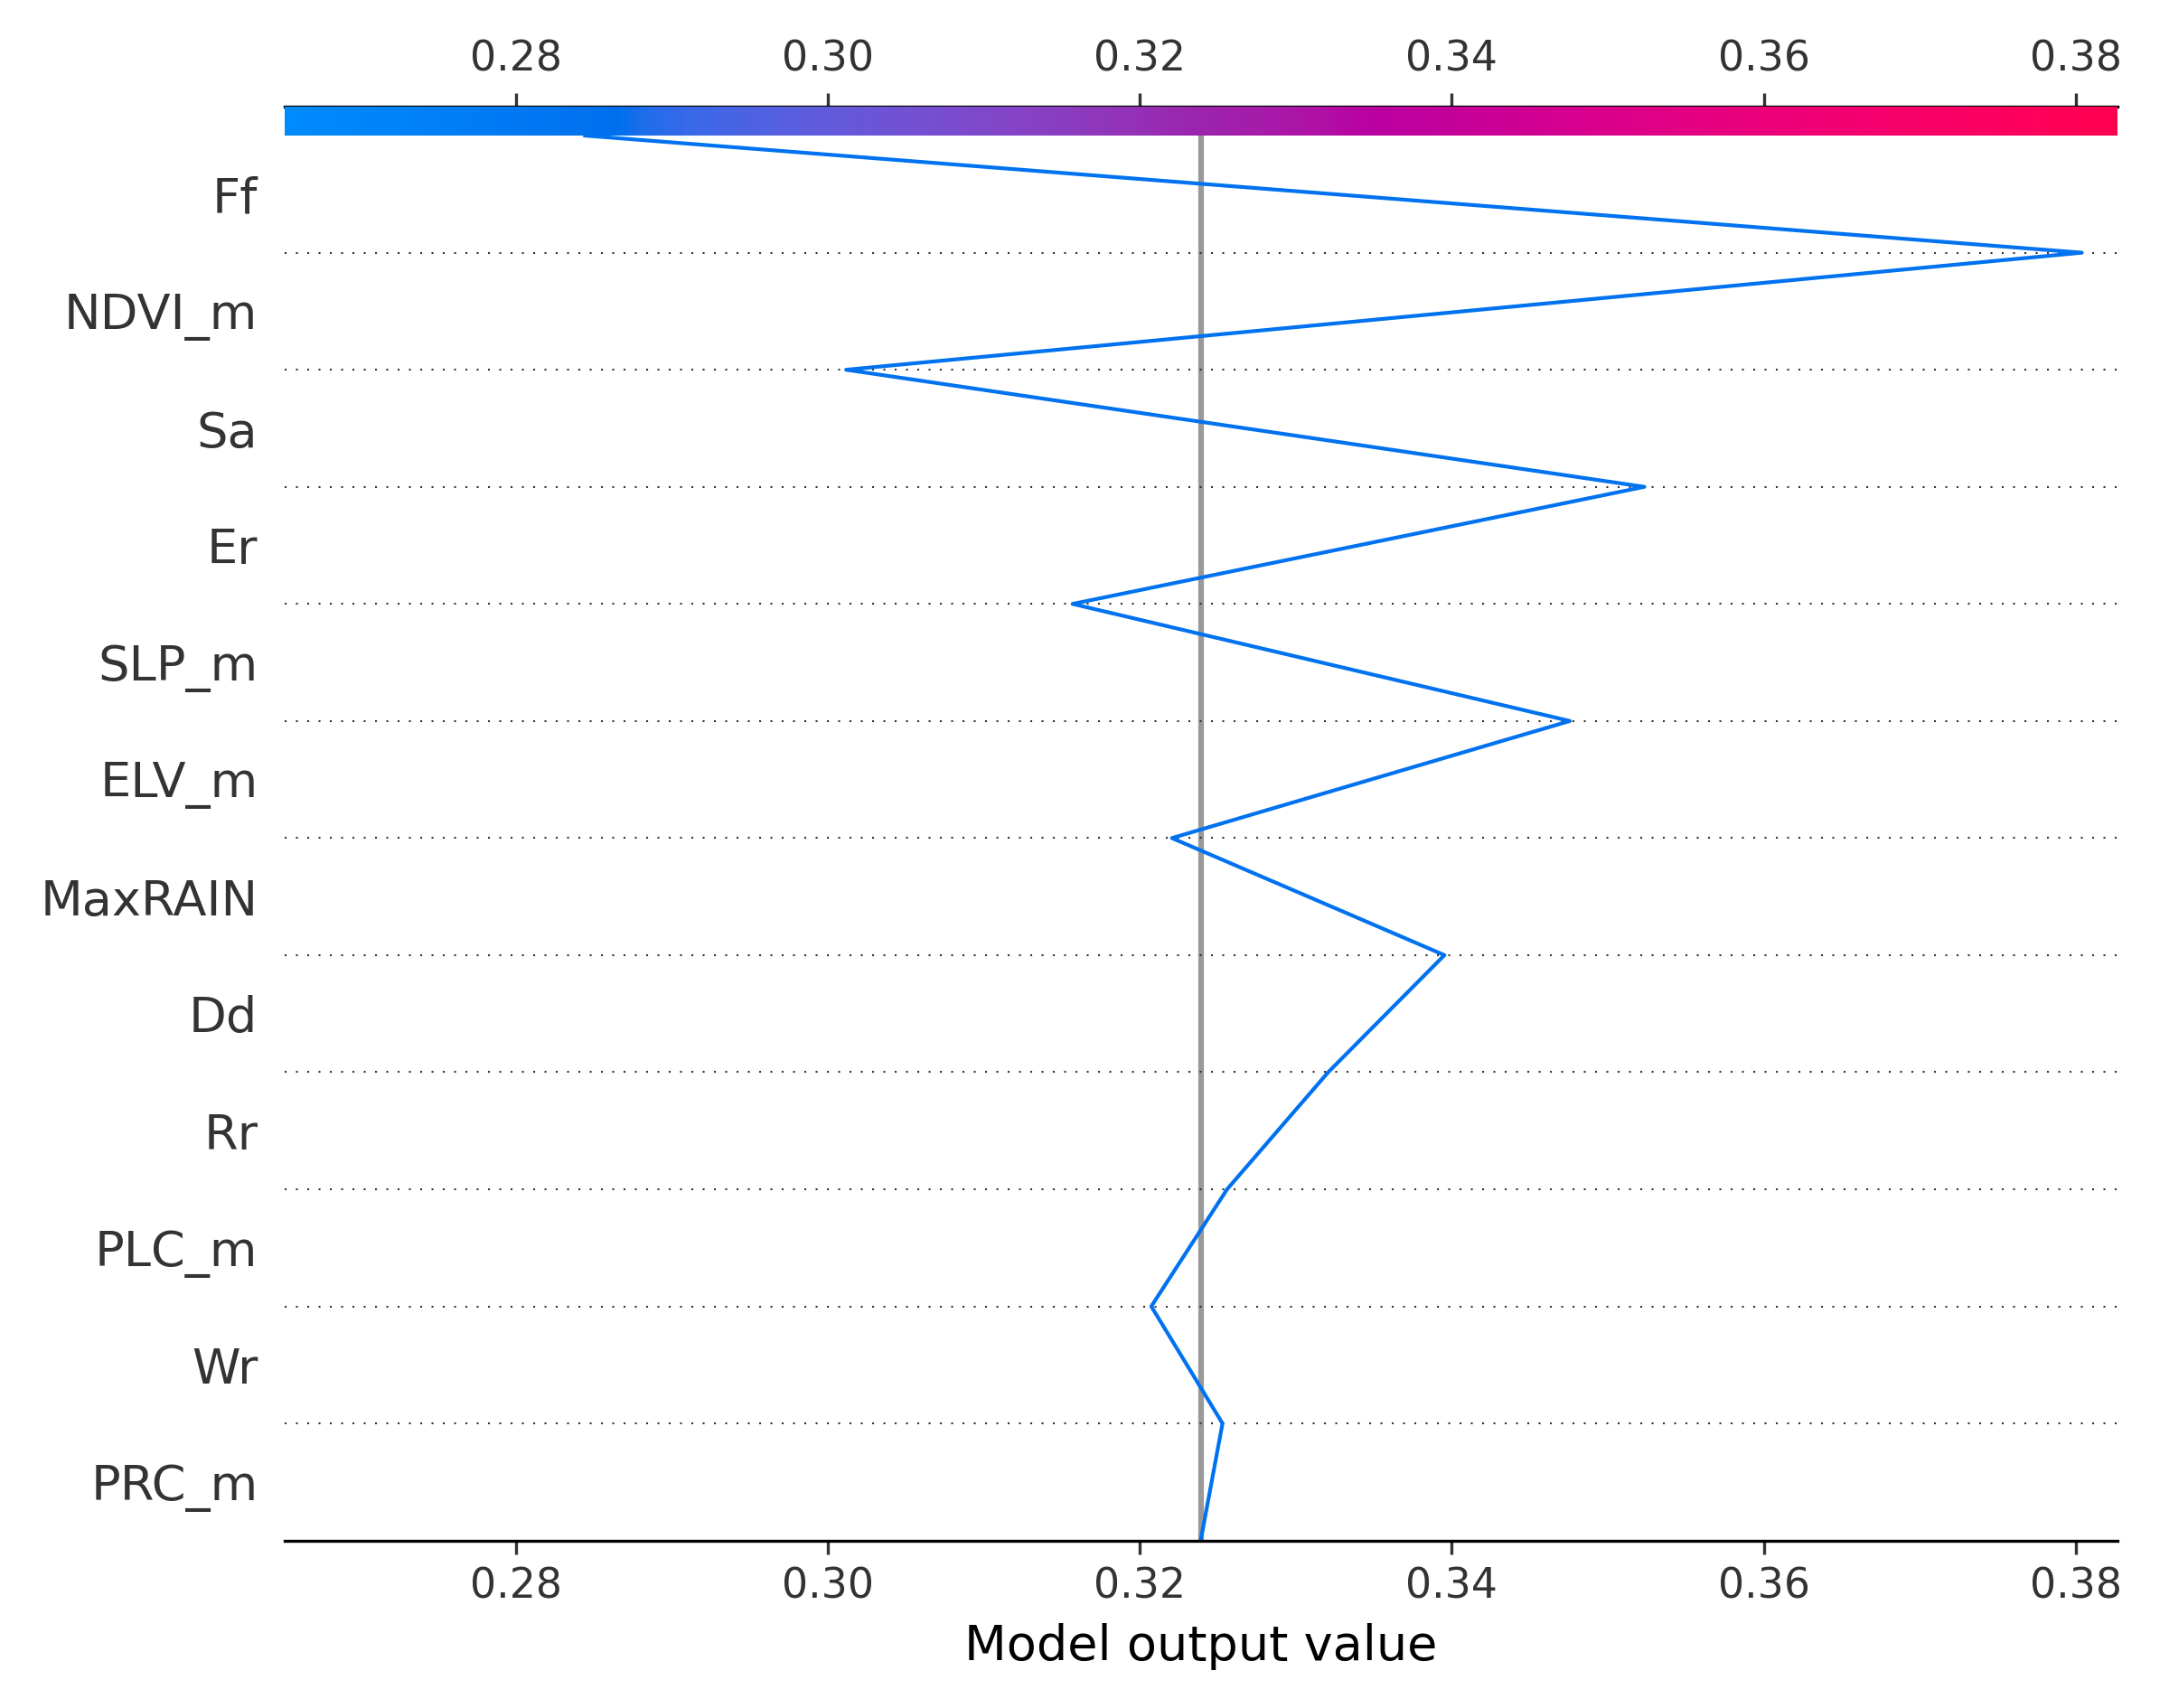 0.28 0.30 0.32 0.34 0.36 0.38
Ff
NDVI_m
Sa
Er
SLP_m
ELV_m
MaxRAIN
Dd
Rr
PLC_m
Wr
PRC_m
0.28 0.30 0.32 0.34 0.36 0.38
Model output value